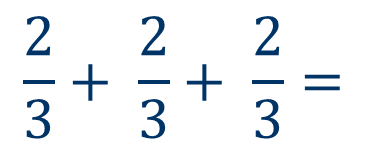 2/3 + 2/3 + 2/3 =